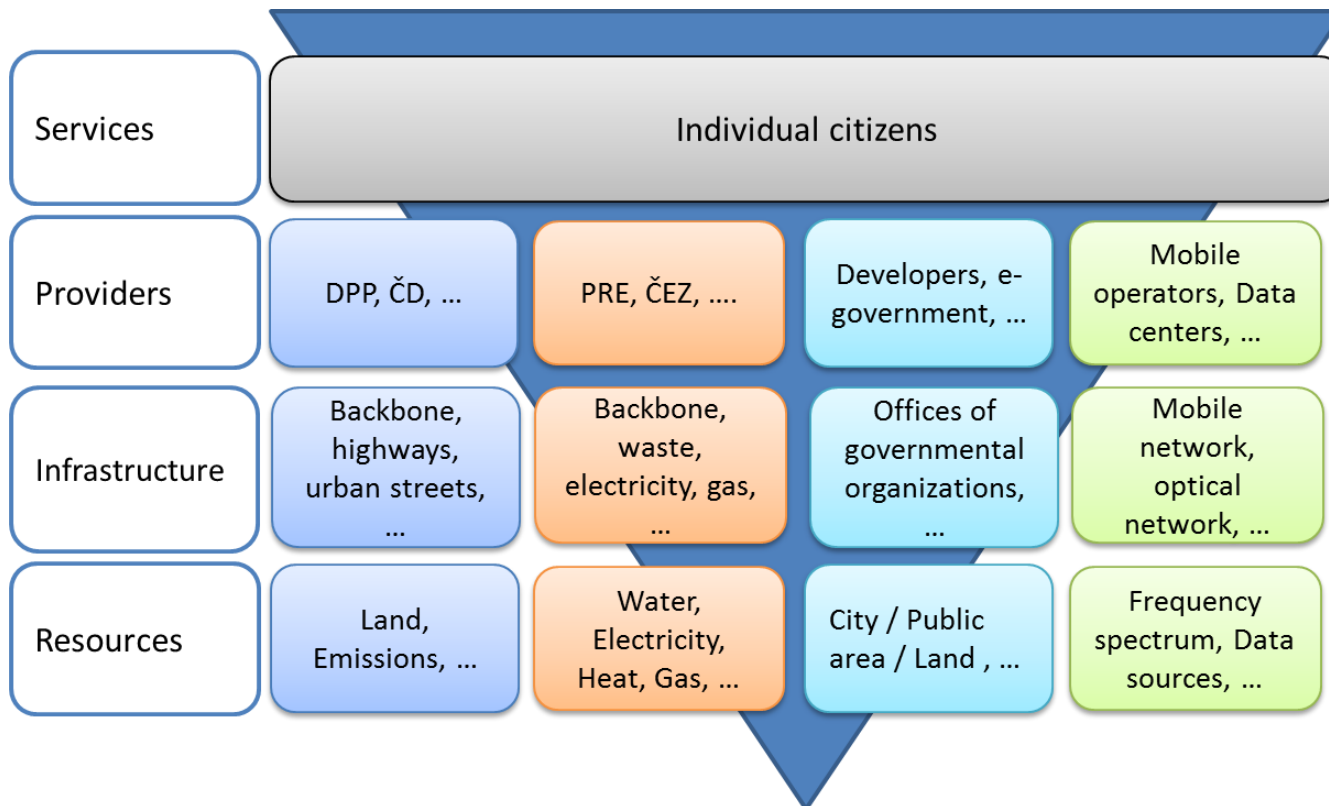 Services
Individual citizens
Providers
DPP, ČD, …
PRE, ČEZ, ….
Developers, e-
government, …
Mobile
operators, Data
centers, …
Infrastructure
Backbone,
highways,
urban streets,
…
Backbone,
waste,
electricity, gas,
…
Offices of
governmental
organizations,
…
Mobile
network,
optical
network, …
Resources
Land,
Emissions, …
Water,
Electricity,
Heat, Gas, …
City / Public
area / Land , …
Frequency
spectrum, Data
sources, …